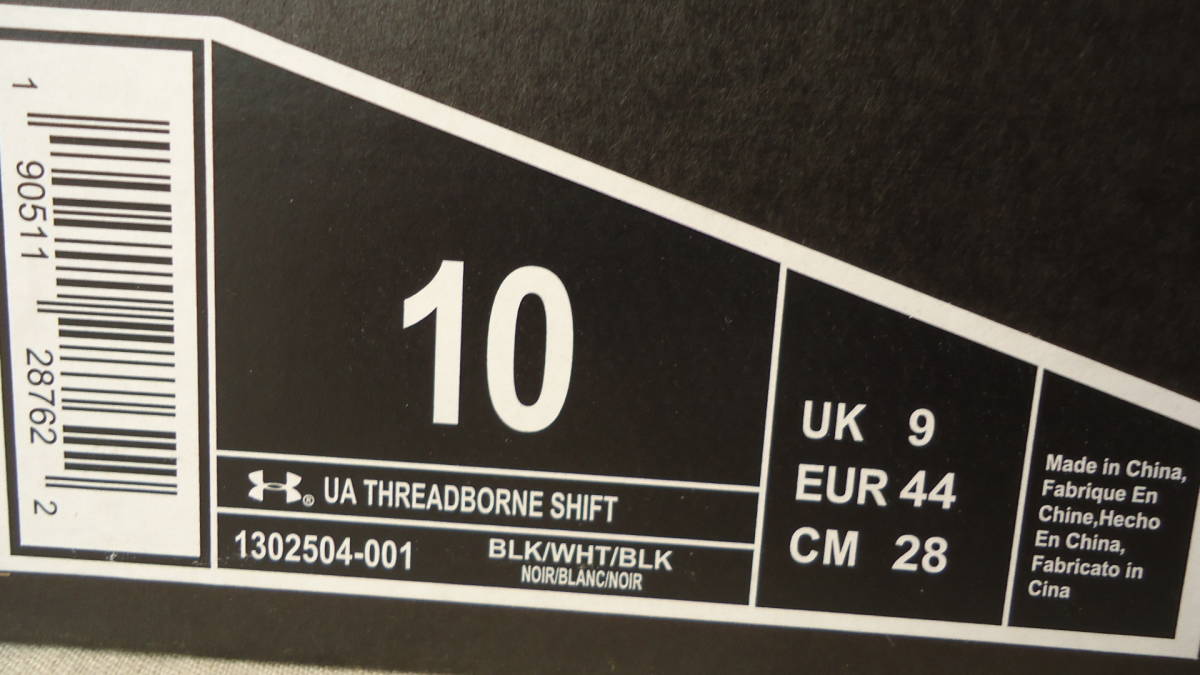 1 90511 28762 2
10
® UA THREADBORNE SHIFT
1302504-001 BLK/WHT/BLK
NOIR/BLANC/NOIR
UK 9
EUR 44
CM 28
Made in China,
Fabrique En
Chine,Hecho
En China,
Fabricato in
Cina